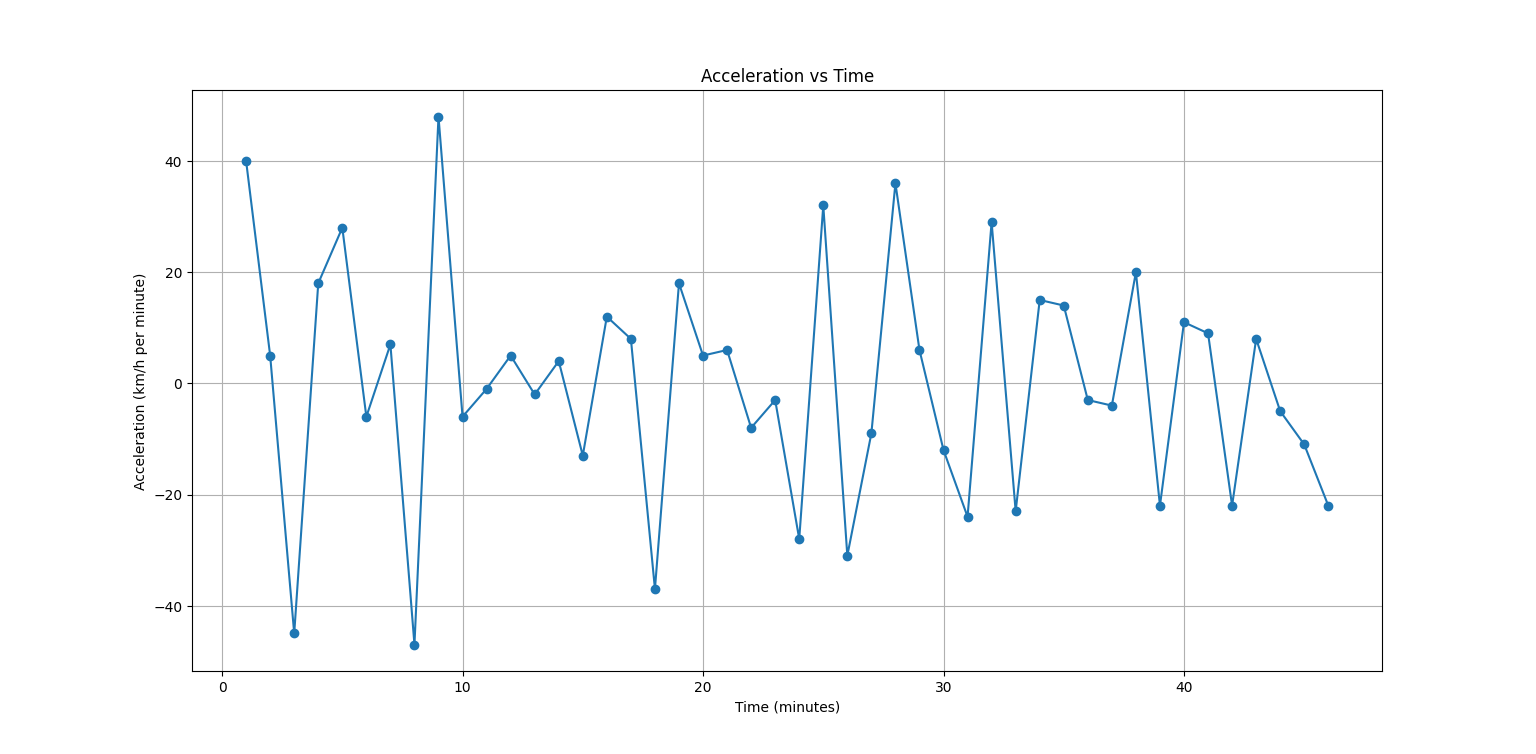 Acceleration vs Time
Acceleration (km/h per minute)
40
20
0
−20
−40
0 10 20 30 40
Time (minutes)